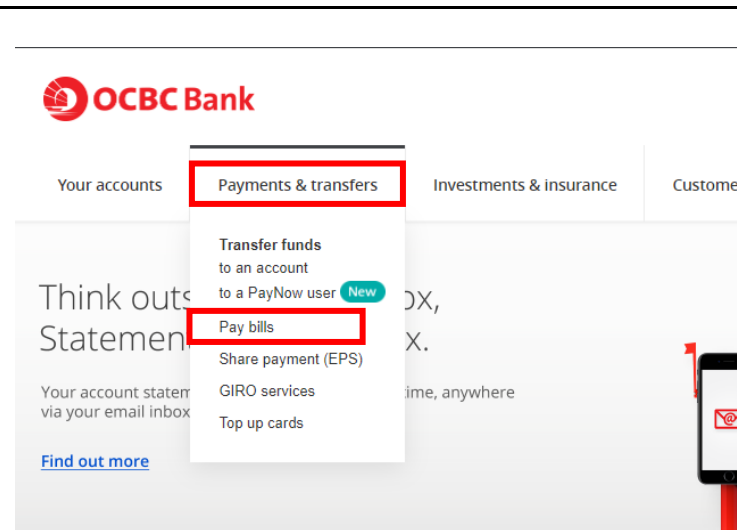 OCBC Bank
Your accounts
Payments & transfers
Investments & insurance
Custome
Transfer funds
to an account
to a PayNow user New
Pay bills
Share payment (EPS)
GIRO services
Top up cards
Think outs ox,
Statemen x.
Your account statem time, anywhere
via your email inbox
Find out more